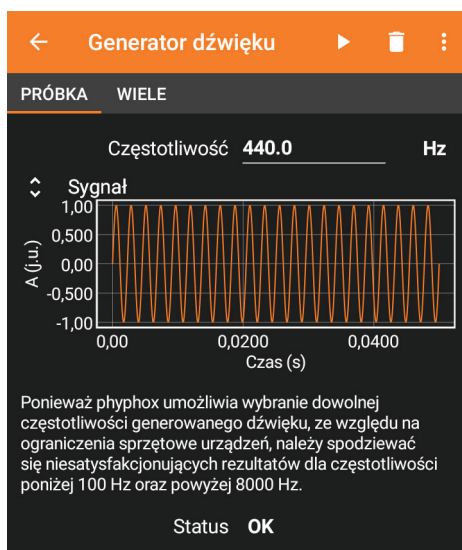 Generator dźwięku
PRÓBKA WIELE
Częstotliwość 440.0 Hz
Sygnał
1,00
0,500
0,00
-0,500
-1,00
A (j.u.)
0,00 0,0200 0,0400
Czas (s)
Ponieważ phyphox umożliwia wybranie dowolnej
częstotliwości generowanego dźwięku, ze względu na
ograniczenia sprzętowe urządzeń, należy spodziewać
się niesatysfakcjonujących rezultatów dla częstotliwości
poniżej 100 Hz oraz powyżej 8000 Hz.
Status OK